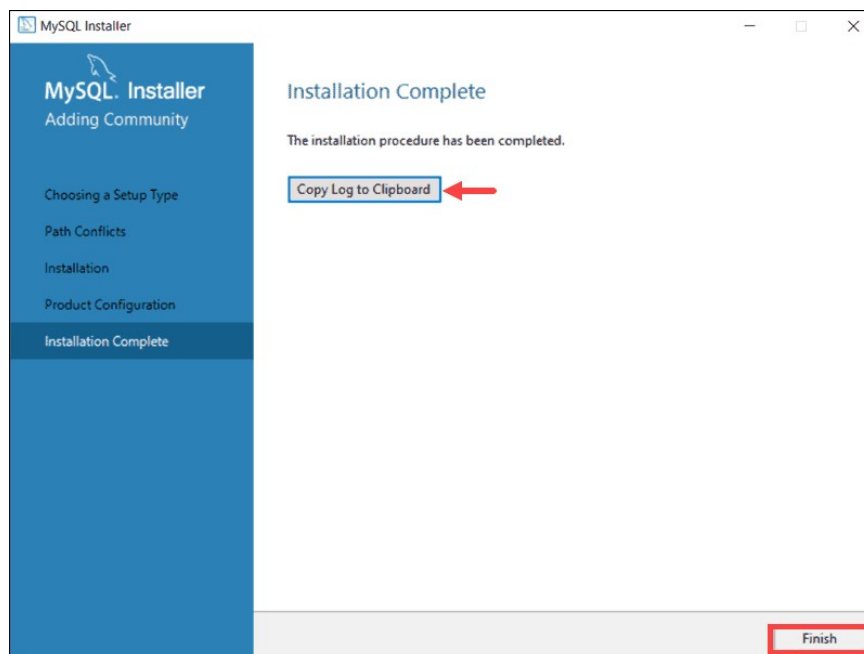 MySQL Installer
MySQL. Installer
Adding Community
Choosing a Setup Type
Path Conflicts
Installation
Product Configuration
Installation Complete
Installation Complete
The installation procedure has been completed.
Copy Log to Clipboard
Finish